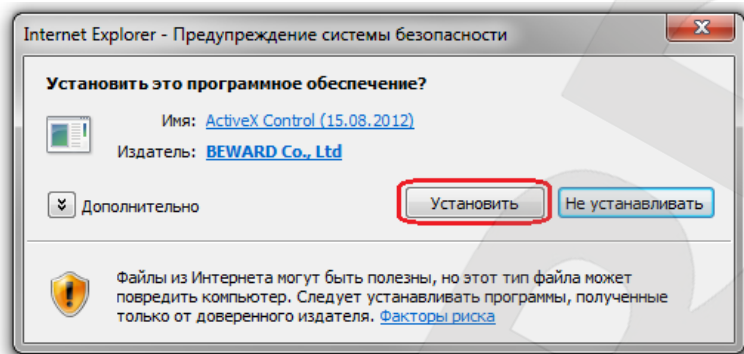 Internet Explorer - Предупреждение системы безопасности
Установить это программное обеспечение?
Имя: ActiveX Control (15.08.2012)
Издатель: BEWARD Co., Ltd
Дополнительно
Установить
Не устанавливать
Файлы из Интернета могут быть полезны, но этот тип файла может
повредить компьютер. Следует устанавливать программы, полученные
только от доверенного издателя. Факторы риска